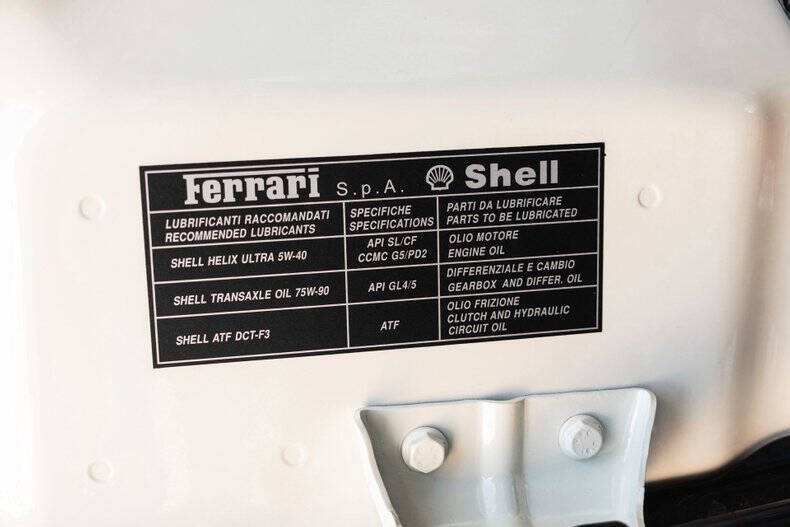 Ferrari S.p.A. Shell
LUBRIFICANTI RACCOMANDATI
RECOMMENDED LUBRICANTS
SPECIFICHE
SPECIFICATIONS
PARTI DA LUBRIFICARE
PARTS TO BE LUBRICATED
SHELL HELIX ULTRA 5W-40
API SL/CF
CCMC G5/PD2
OLIO MOTORE
ENGINE OIL
SHELL TRANSAXLE OIL 75W-90
API GL4/5
DIFFERENZIALE E CAMBIO
GEARBOX AND DIFFER. OIL
SHELL ATF DCT-F3
ATF
OLIO FRIZIONE
CLUTCH AND HYDRAULIC
CIRCUIT OIL